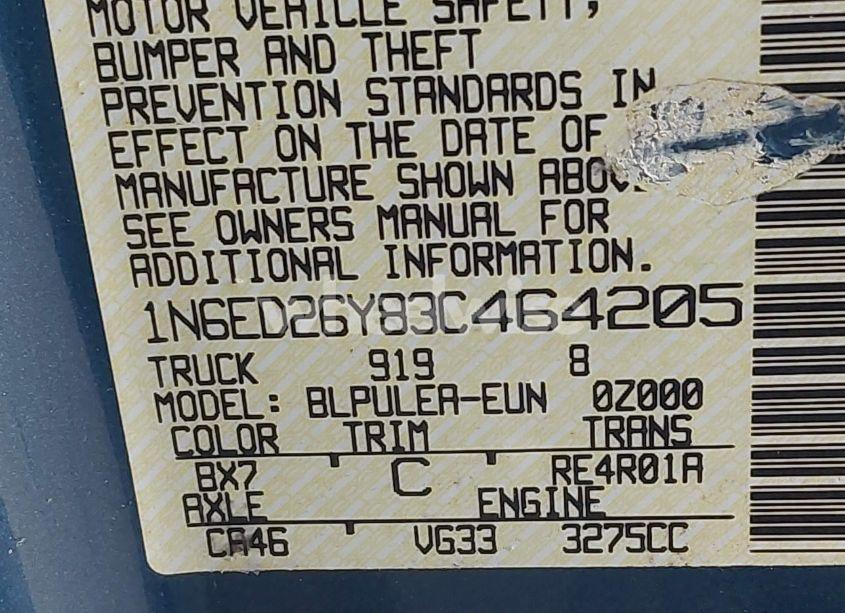 MOTOR VEHICLE SAFETY,
BUMPER AND THEFT
PREVENTION STANDARDS IN
EFFECT ON THE DATE OF
MANUFACTURE SHOWN
SEE OWNERS MANUAL FOR
ADDITIONAL INFORMATION.
1N6ED26Y83C464205
TRUCK 919 8
MODEL: BLPULEA-EUN 0Z000
COLOR TRIM TRANS
BX7 C RE4R01A
AXLE ENGINE
CA46 VG33 3275CC